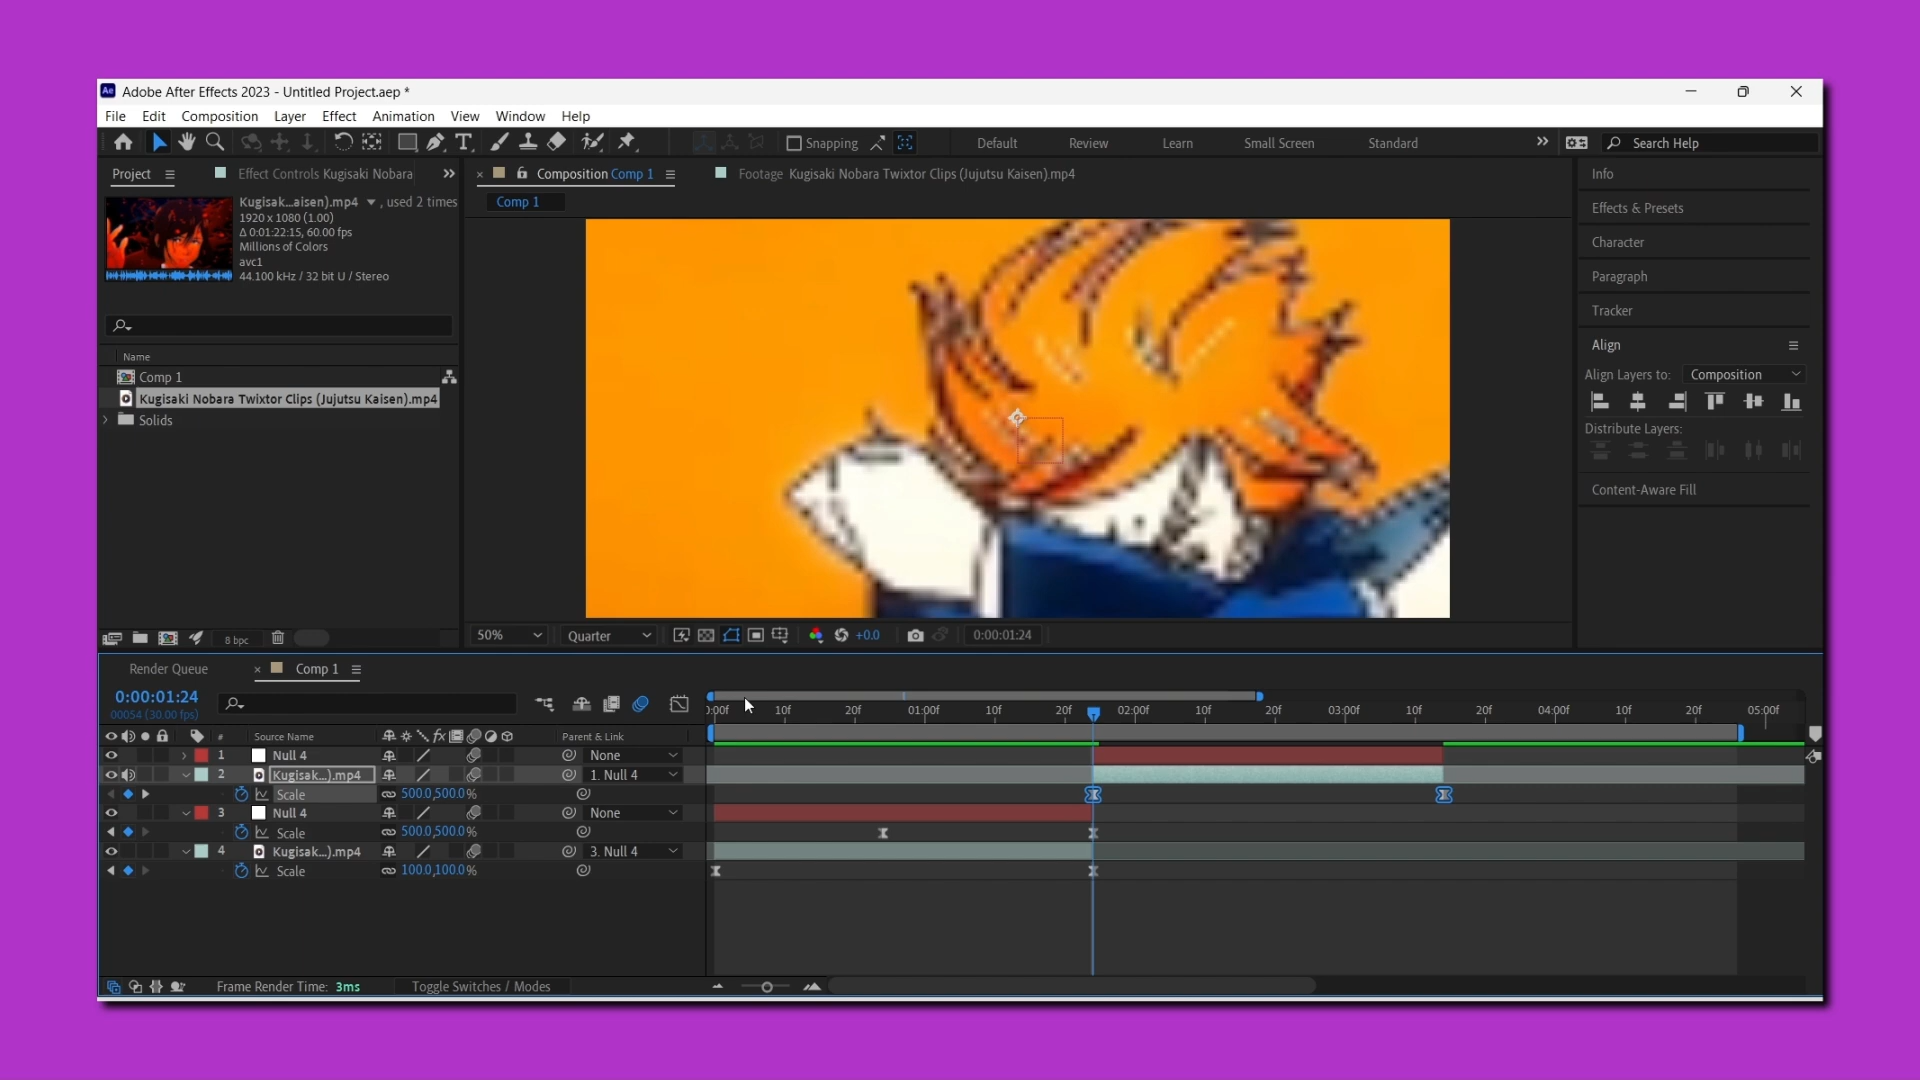 Ae Adobe After Effects 2023 - Untitled Project.aep *
File Edit Composition Layer Effect Animation View Window Help
Snapping Default Review Learn Small Screen Standard Search Help
Project Effect Controls Kugisaki Nobara Composition Comp 1 Footage Kugisaki Nobara Twixtor Clips (Jujutsu Kaisen).mp4 Info
Kugisak...aisen).mp4 , used 2 times
1920 x 1080 (1.00)
Δ 0:01:22:15, 60.00 fps
Millions of Colors
avc1
44.100 kHz / 32 bit U / Stereo
Comp 1
Name
Comp 1
Kugisaki Nobara Twixtor Clips (Jujutsu Kaisen).mp4
Solids
8 bpc
50% Quarter +0.0 0:00:01:24
Effects & Presets
Character
Paragraph
Tracker
Align
Align Layers to: Composition
Distribute Layers:
Content-Aware Fill
Render Queue Comp 1
0:00:01:24
00054 (30.00 fps)
):00f 10f 20f 01:00f 10f 20f 02:00f 10f 20f 03:00f 10f 20f 04:00f 10f 20f 05:00f
# Source Name fx Parent & Link
1 Null 4 None
2 Kugisak...).mp4 1. Null 4
Scale 500.0,500.0%
3 Null 4 None
Scale 500.0,500.0%
4 Kugisak...).mp4 3. Null 4
Scale 100.0,100.0%
Frame Render Time: 3ms Toggle Switches / Modes